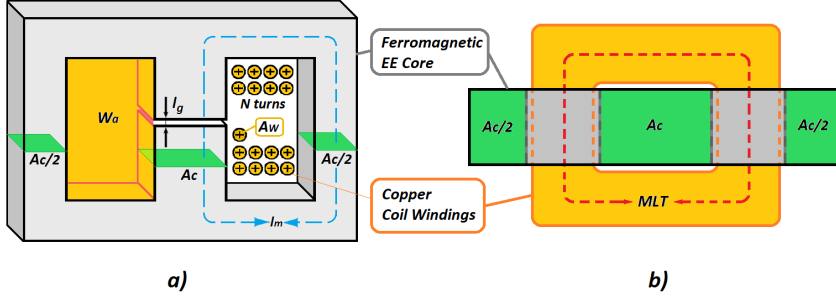 Wa
lg
N turns
Aw
Ac/2
Ac
Ac/2
lm
Ferromagnetic
EE Core
Copper
Coil Windings
Ac/2
Ac
Ac/2
MLT
a)
b)